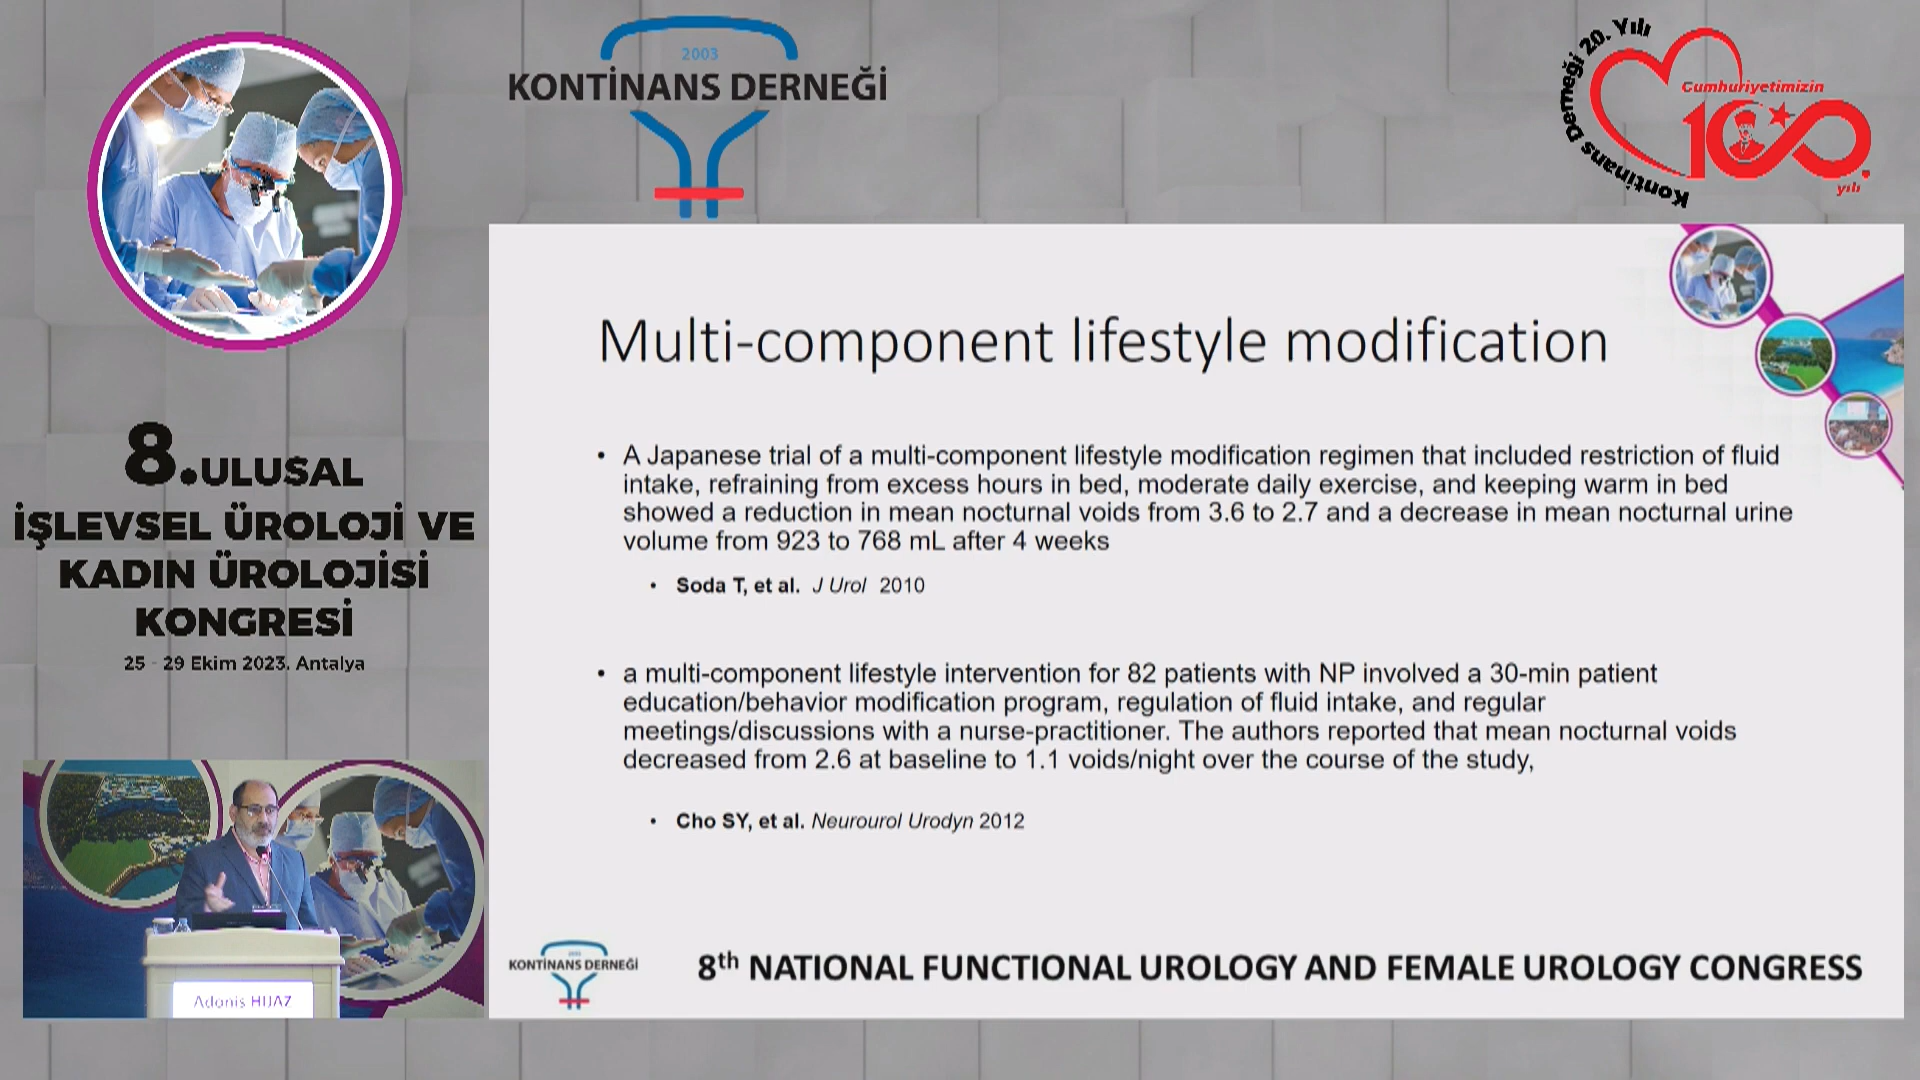 2003
KONTİNANS DERNEĞİ
Kontinans Derneği 20. Yılı
Cumhuriyetimizin
100
yılı
8.ULUSAL
İŞLEVSEL ÜROLOJİ VE
KADIN ÜROLOJİSİ
KONGRESİ
25 - 29 Ekim 2023. Antalya
Adonis HIJAZ
Multi-component lifestyle modification
• A Japanese trial of a multi-component lifestyle modification regimen that included restriction of fluid
intake, refraining from excess hours in bed, moderate daily exercise, and keeping warm in bed
showed a reduction in mean nocturnal voids from 3.6 to 2.7 and a decrease in mean nocturnal urine
volume from 923 to 768 mL after 4 weeks
• Soda T, et al. J Urol 2010
• a multi-component lifestyle intervention for 82 patients with NP involved a 30-min patient
education/behavior modification program, regulation of fluid intake, and regular
meetings/discussions with a nurse-practitioner. The authors reported that mean nocturnal voids
decreased from 2.6 at baseline to 1.1 voids/night over the course of the study,
• Cho SY, et al. Neurourol Urodyn 2012
KONTİNANS DERNEĞİ
8th NATIONAL FUNCTIONAL UROLOGY AND FEMALE UROLOGY CONGRESS